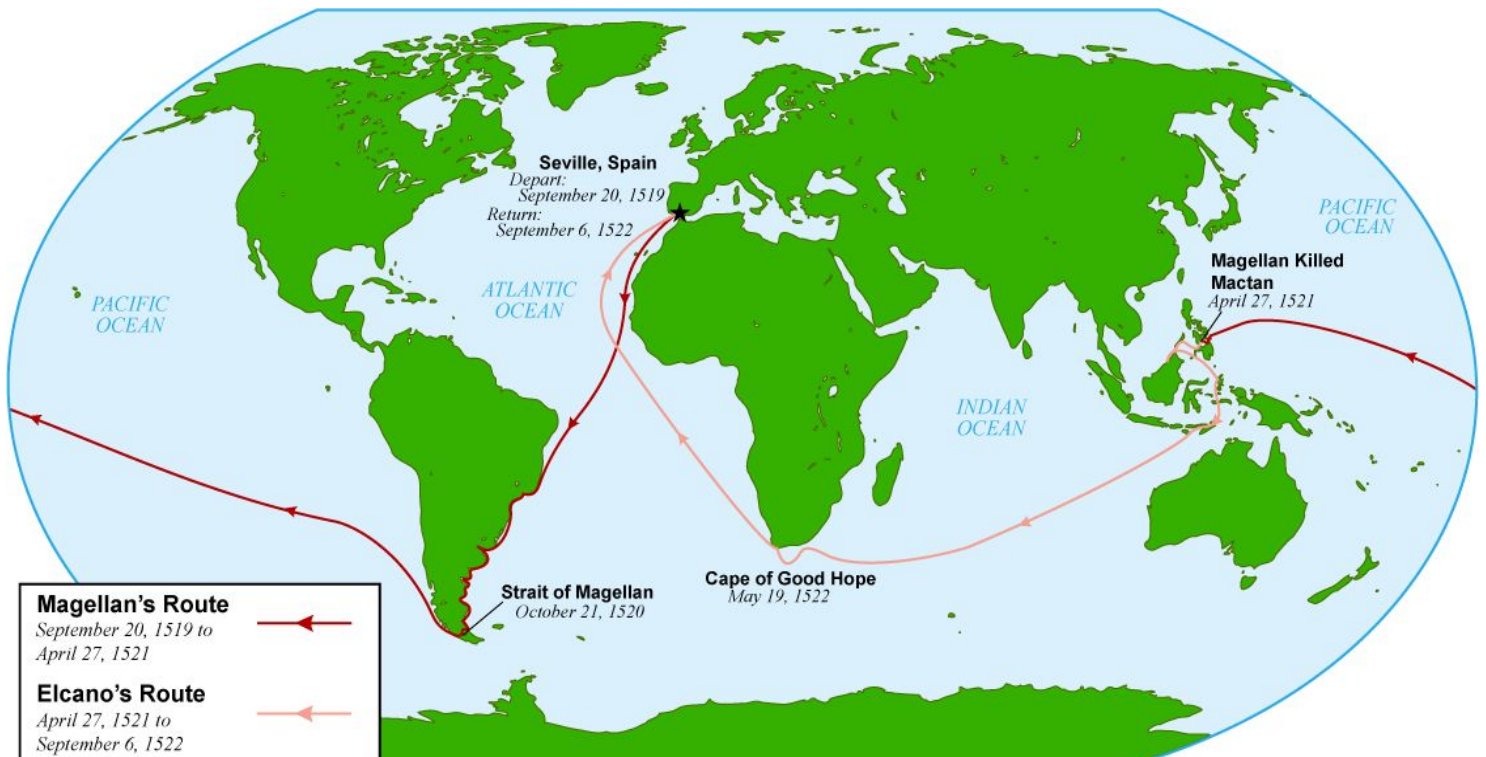 Seville, Spain
Depart:
September 20, 1519
Return:
September 6, 1522
PACIFIC
OCEAN
ATLANTIC
OCEAN
PACIFIC
OCEAN
Magellan Killed
Mactan
April 27, 1521
INDIAN
OCEAN
Strait of Magellan
October 21, 1520
Cape of Good Hope
May 19, 1522
Magellan's Route
September 20, 1519 to
April 27, 1521
Elcano's Route
April 27, 1521 to
September 6, 1522